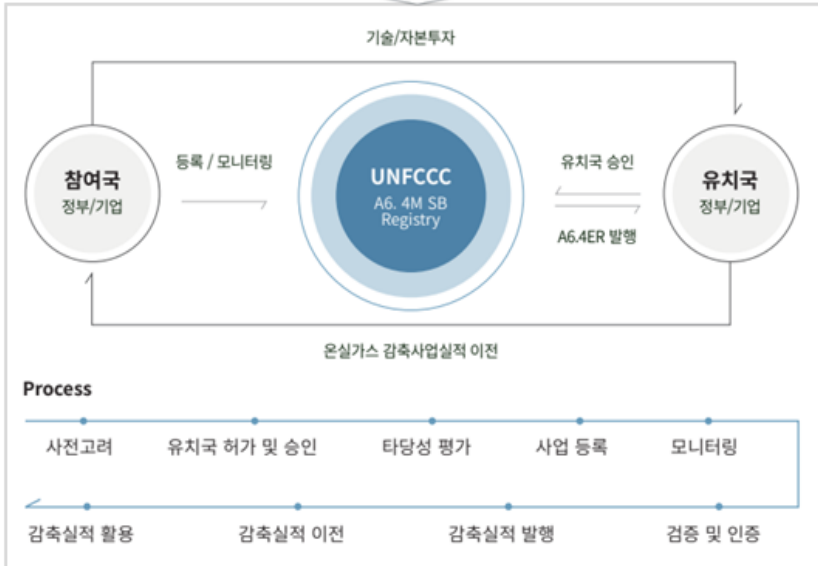 기술/자본투자
참여국
정부/기업
등록 / 모니터링
UNFCCC
A6. 4M SB
Registry
유치국 승인
A6.4ER 발행
유치국
정부/기업
온실가스 감축사업실적 이전
Process
사전고려
유치국 허가 및 승인
타당성 평가
사업 등록
모니터링
감축실적 활용
감축실적 이전
감축실적 발행
검증 및 인증